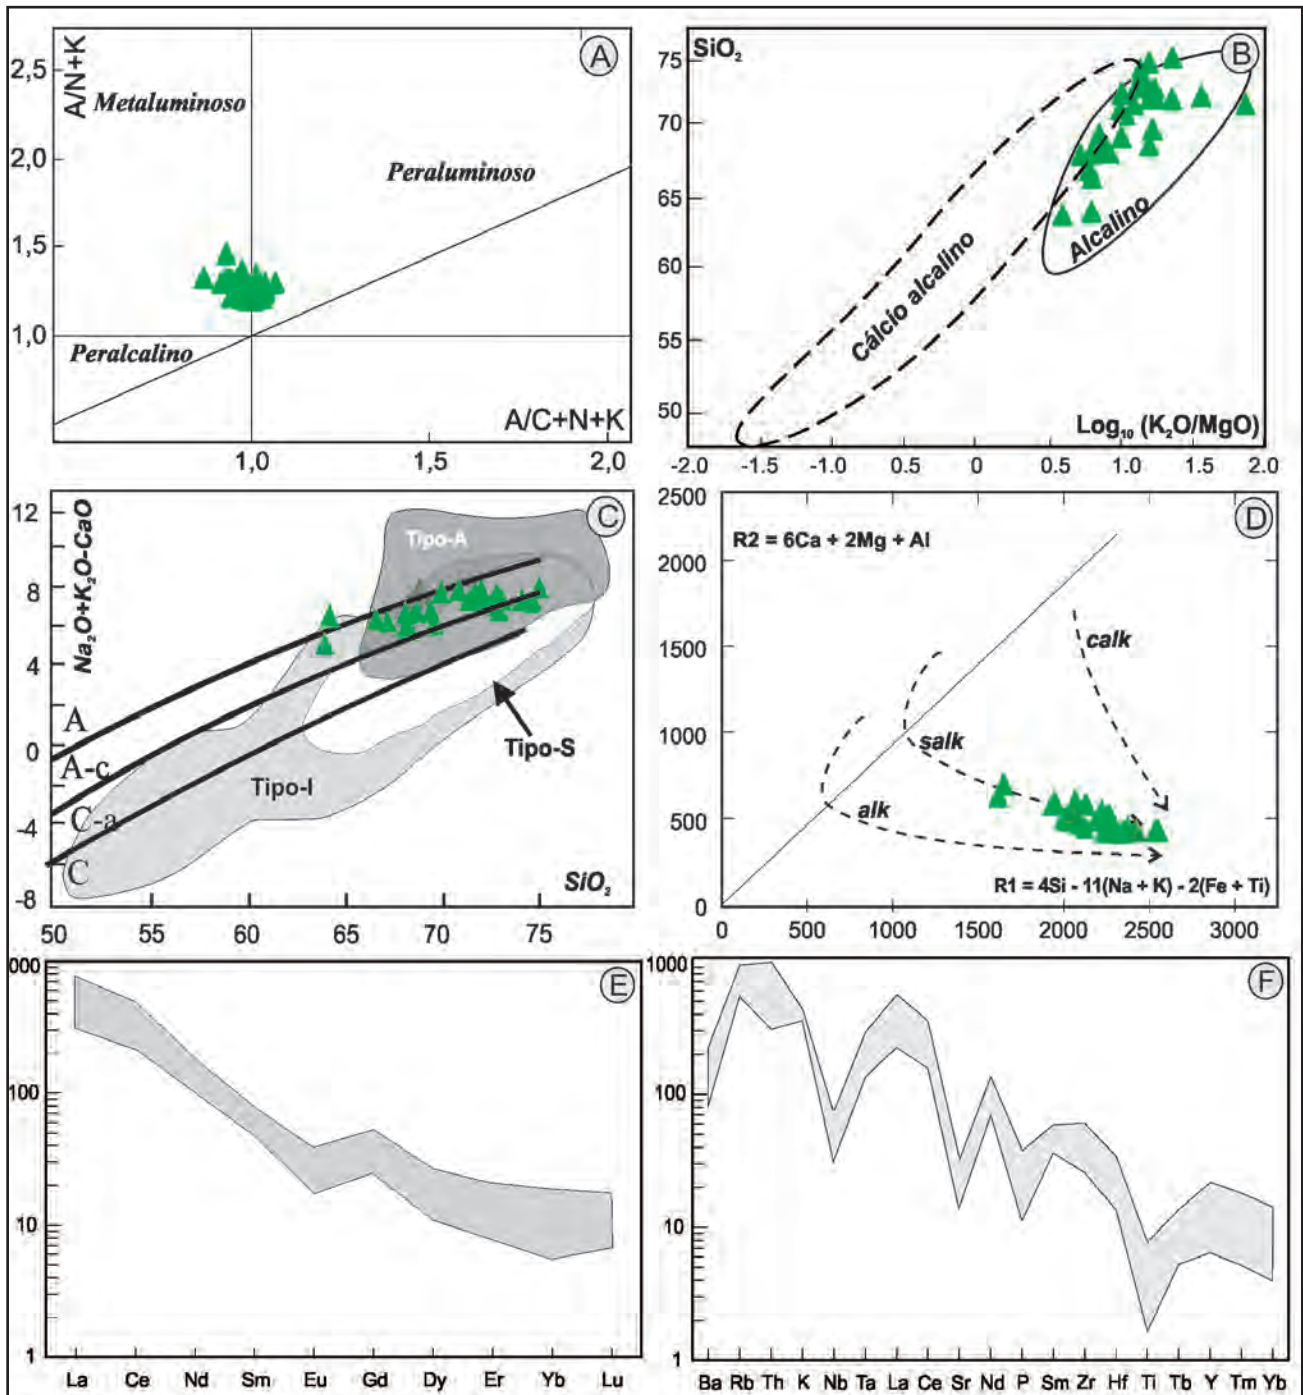 A
A/N+K
2,5
Metaluminoso
2,0
Peraluminoso
1,5
1,0
Peralcalino
A/C+N+K
1,0
1,5
2,0
B
SiO₂
75
70
65
60
55
50
Cálcio alcalino
Alcalino
Log₁₀ (K₂O/MgO)
-2.0
-1.5
-1.0
0.5
0
0.5
1.0
1.5
2.0
C
Na₂O+K₂O-CaO
12
8
4
0
-4
-8
Tipo-A
A
A-c
C-a
C
Tipo-I
Tipo-S
SiO₂
50
55
60
65
70
75
D
2500
2000
1500
1000
500
0
R2 = 6Ca + 2Mg + Al
calk
salk
alk
R1 = 4Si - 11(Na + K) - 2(Fe + Ti)
0
500
1000
1500
2000
2500
3000
E
000
100
10
1
La Ce Nd Sm Eu Gd Dy Er Yb Lu
F
1000
100
10
1
Ba Rb Th K Nb Ta La Ce Sr Nd P Sm Zr Hf Ti Tb Y Tm Yb